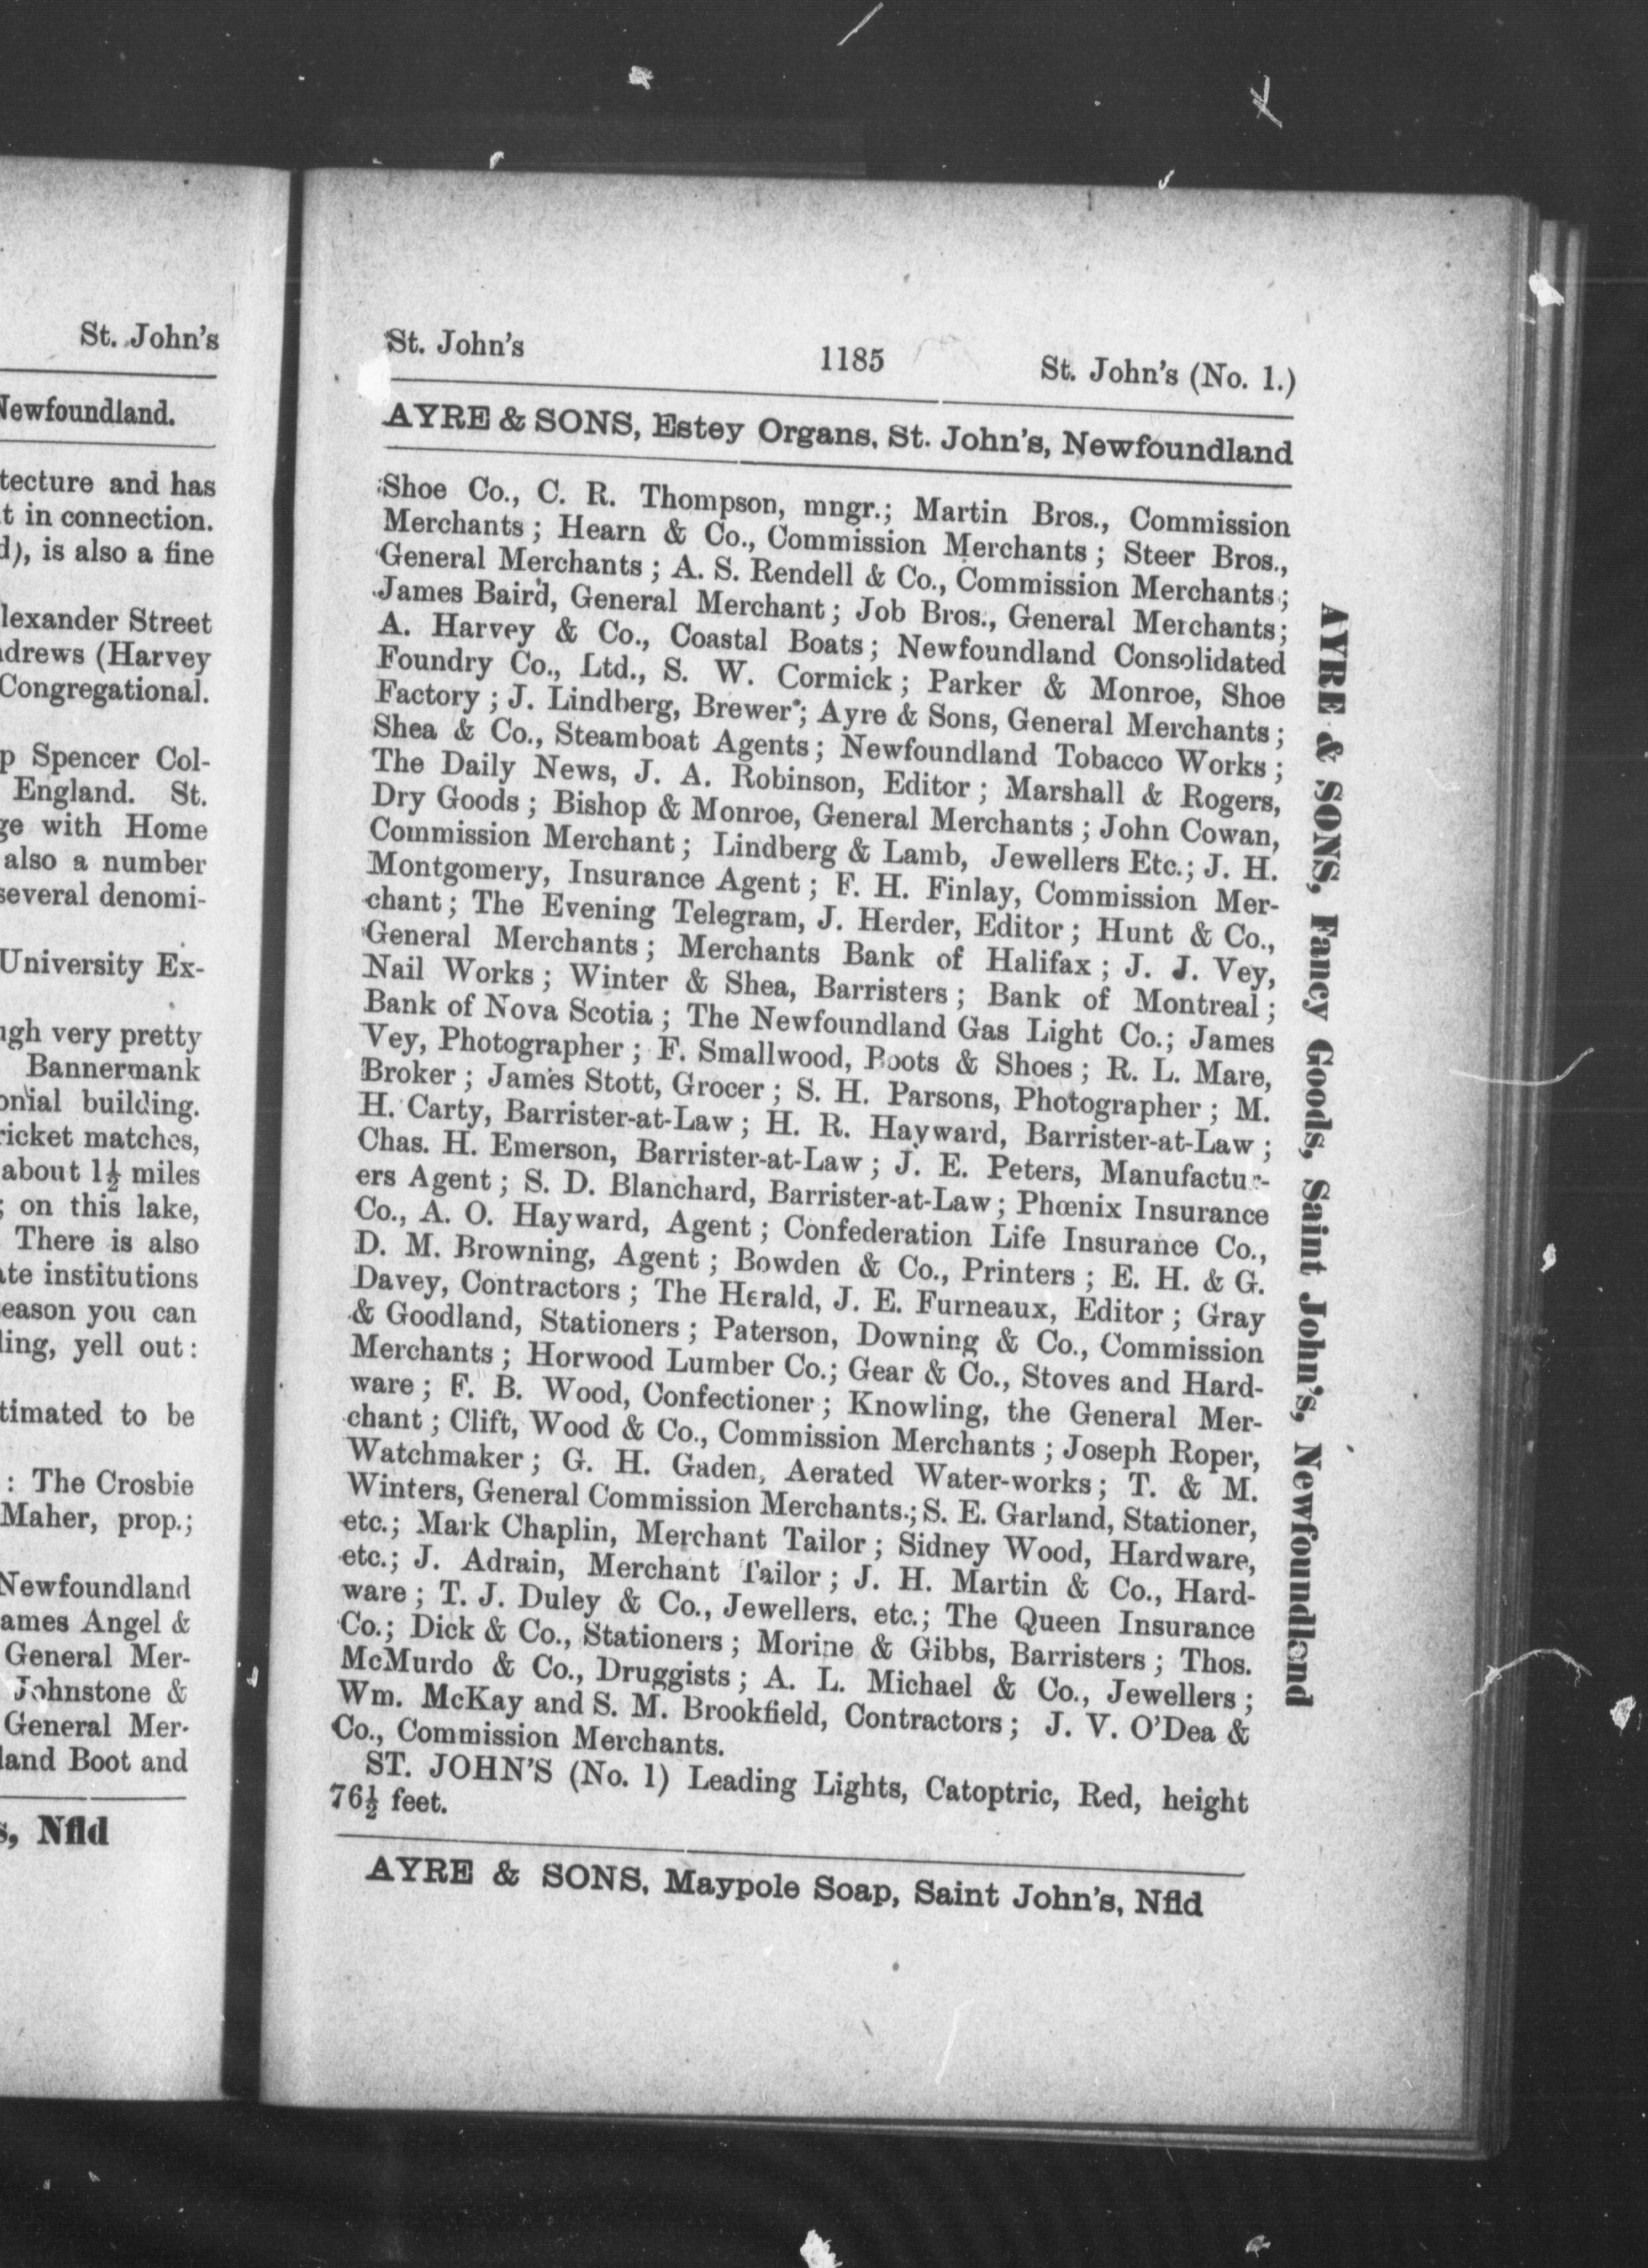 St. John's
Newfoundland.
tecture and has
t in connection.
d), is also a fine
lexander Street
drews (Harvey
Congregational.
p Spencer Col-
England. St.
ge with Home
also a number
several denomi-
University Ex-
ugh very pretty
Bannermank
onial building.
ricket matches,
about 1½ miles
; on this lake,
There is also
ate institutions
eason you can
ling, yell out:
timated to be
: The Crosbie
Maher, prop.;
Newfoundland
ames Angel &
General Mer-
Johnstone &
General Mer-
land Boot and
s, Nfld
St. John's 1185 St. John's (No. 1.)
AYRE & SONS, Estey Organs, St. John's, Newfoundland
Shoe Co., C. R. Thompson, mngr.; Martin Bros., Commission
Merchants; Hearn & Co., Commission Merchants; Steer Bros.,
General Merchants; A. S. Rendell & Co., Commission Merchants;
James Baird, General Merchant; Job Bros., General Merchants;
A. Harvey & Co., Coastal Boats; Newfoundland Consolidated
Foundry Co., Ltd., S. W. Cormick; Parker & Monroe, Shoe
Factory; J. Lindberg, Brewer; Ayre & Sons, General Merchants;
Shea & Co., Steamboat Agents; Newfoundland Tobacco Works;
The Daily News, J. A. Robinson, Editor; Marshall & Rogers,
Dry Goods; Bishop & Monroe, General Merchants; John Cowan,
Commission Merchant; Lindberg & Lamb, Jewellers Etc.; J. H.
Montgomery, Insurance Agent; F. H. Finlay, Commission Mer-
chant; The Evening Telegram, J. Herder, Editor; Hunt & Co.,
General Merchants; Merchants Bank of Halifax; J. J. Vey,
Nail Works; Winter & Shea, Barristers; Bank of Montreal;
Bank of Nova Scotia; The Newfoundland Gas Light Co.; James
Vey, Photographer; F. Smallwood, Boots & Shoes; R. L. Mare,
Broker; James Stott, Grocer; S. H. Parsons, Photographer; M.
H. Carty, Barrister-at-Law; H. R. Hayward, Barrister-at-Law;
Chas. H. Emerson, Barrister-at-Law; J. E. Peters, Manufactur-
ers Agent; S. D. Blanchard, Barrister-at-Law; Phœnix Insurance
Co., A. O. Hayward, Agent; Confederation Life Insurance Co.,
D. M. Browning, Agent; Bowden & Co., Printers; E. H. & G.
Davey, Contractors; The Herald, J. E. Furneaux, Editor; Gray
& Goodland, Stationers; Paterson, Downing & Co., Commission
Merchants; Horwood Lumber Co.; Gear & Co., Stoves and Hard-
ware; F. B. Wood, Confectioner; Knowling, the General Mer-
chant; Clift, Wood & Co., Commission Merchants; Joseph Roper,
Watchmaker; G. H. Gaden, Aerated Water-works; T. & M.
Winters, General Commission Merchants.; S. E. Garland, Stationer,
etc.; Mark Chaplin, Merchant Tailor; Sidney Wood, Hardware,
etc.; J. Adrain, Merchant Tailor; J. H. Martin & Co., Hard-
ware; T. J. Duley & Co., Jewellers, etc.; The Queen Insurance
Co.; Dick & Co., Stationers; Morine & Gibbs, Barristers; Thos.
McMurdo & Co., Druggists; A. L. Michael & Co., Jewellers;
Wm. McKay and S. M. Brookfield, Contractors; J. V. O'Dea &
Co., Commission Merchants.
ST. JOHN'S (No. 1) Leading Lights, Catoptric, Red, height
76½ feet.
AYRE & SONS, Maypole Soap, Saint John's, Nfld
AYRE & SONS, Fancy Goods, Saint John's, Newfoundland